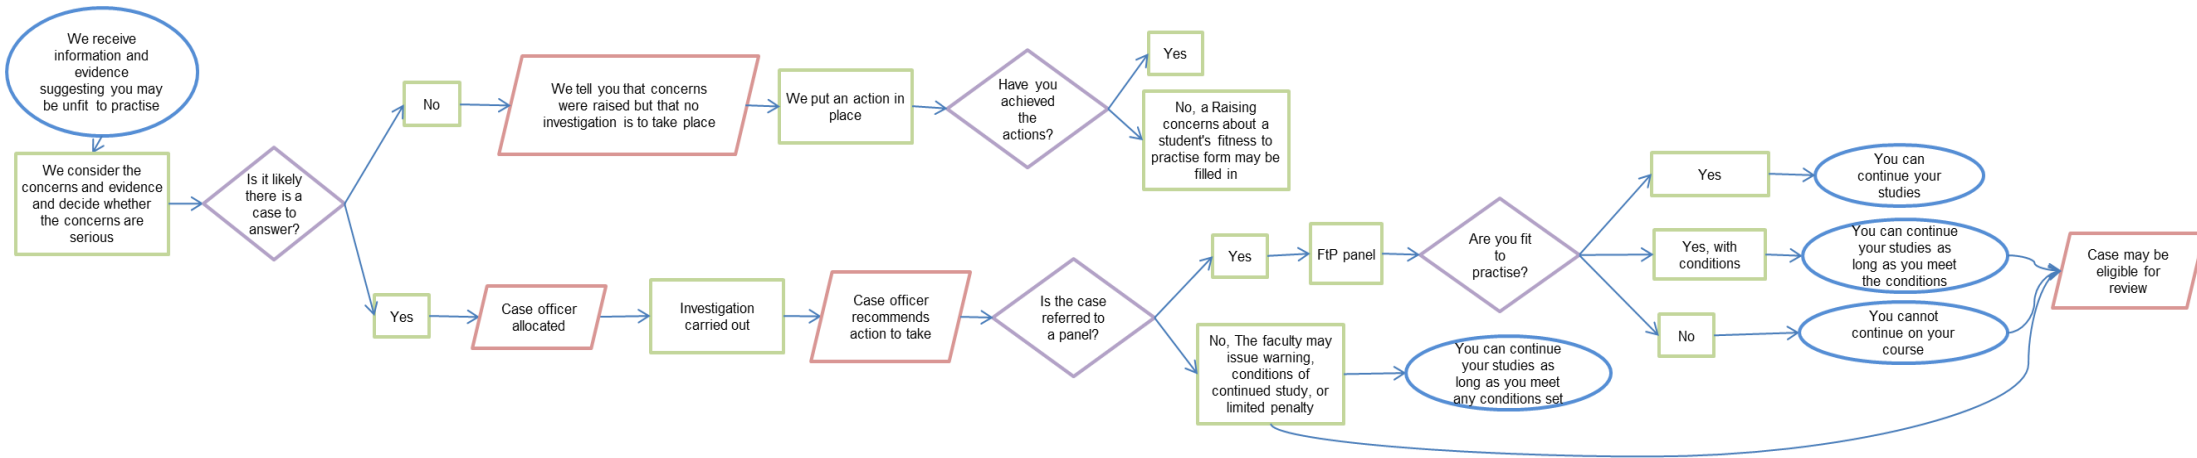 We receive
information and
evidence
suggesting you may
be unfit to practise
We consider the
concerns and evidence
and decide whether
the concerns are
serious
Is it likely
there is a
case to
answer?
No
We tell you that concerns
were raised but that no
investigation is to take place
We put an action in
place
Have you
achieved
the
actions?
Yes
No, a Raising
concerns about a
student's fitness to
practise form may be
filled in
Yes
Case officer
allocated
Investigation
carried out
Case officer
recommends
action to take
Is the case
referred to
a panel?
Yes
FtP panel
Are you fit
to
practise?
Yes
You can
continue your
studies
Yes, with
conditions
You can continue
your studies as
long as you meet
the conditions
No
You cannot
continue on your
course
Case may be
eligible for
review
No, The faculty may
issue warning,
conditions of
continued study, or
limited penalty
You can continue
your studies as
long as you meet
any conditions set